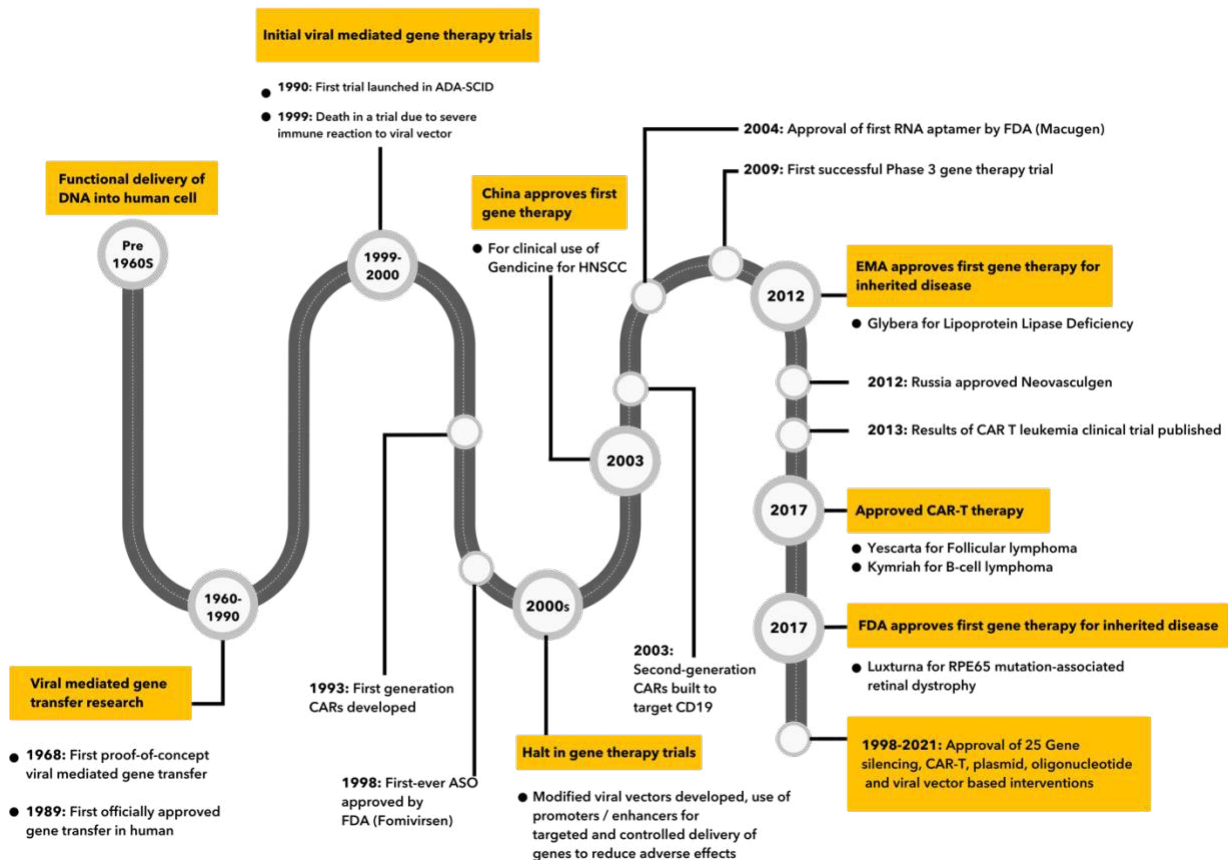 Functional delivery of
DNA into human cell
Pre
1960S
Viral mediated gene
transfer research
● 1968: First proof-of-concept
viral mediated gene transfer
● 1989: First officially approved
gene transfer in human
1960-
1990
Initial viral mediated gene therapy trials
● 1990: First trial launched in ADA-SCID
● 1999: Death in a trial due to severe
immune reaction to viral vector
1999-
2000
1993: First generation
CARs developed
1998: First-ever ASO
approved by
FDA (Fomivirsen)
2000s
Halt in gene therapy trials
● Modified viral vectors developed, use of
promotors / enhancers for
targeted and controlled delivery of
genes to reduce adverse effects
China approves first
gene therapy
● For clinical use of
Gendicine for HNSCC
2003
2003:
Second-generation
CARs built to
target CD19
2004: Approval of first RNA aptamer by FDA (Macugen)
2009: First successful Phase 3 gene therapy trial
2012
EMA approves first gene therapy for
inherited disease
● Glybera for Lipoprotein Lipase Deficiency
2012: Russia approved Neovasculgen
2013: Results of CAR T leukemia clinical trial published
2017
Approved CAR-T therapy
● Yescarta for Follicular lymphoma
● Kymriah for B-cell lymphoma
2017
FDA approves first gene therapy for inherited disease
● Luxturna for RPE65 mutation-associated
retinal dystrophy
1998-2021: Approval of 25 Gene
silencing, CAR-T, plasmid, oligonucleotide
and viral vector based interventions